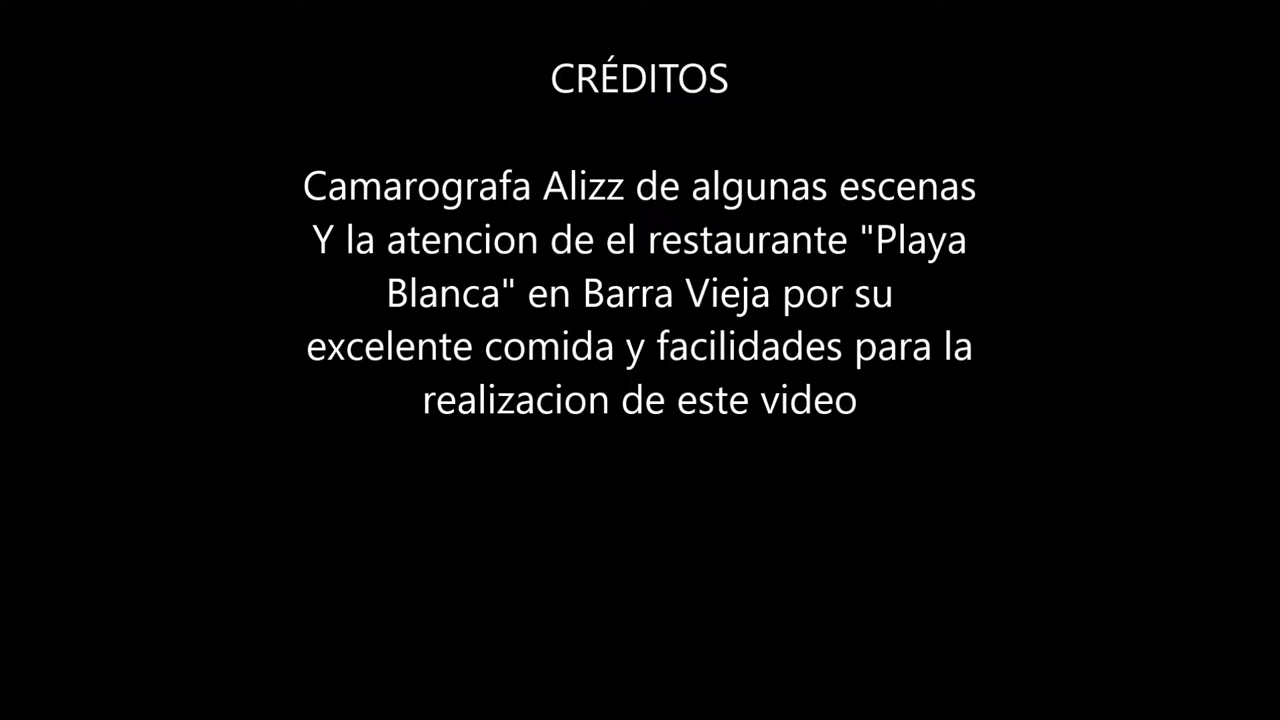 CRÉDITOS
Camarografa Alizz de algunas escenas
Y la atencion de el restaurante "Playa
Blanca" en Barra Vieja por su
excelente comida y facilidades para la
realizacion de este video